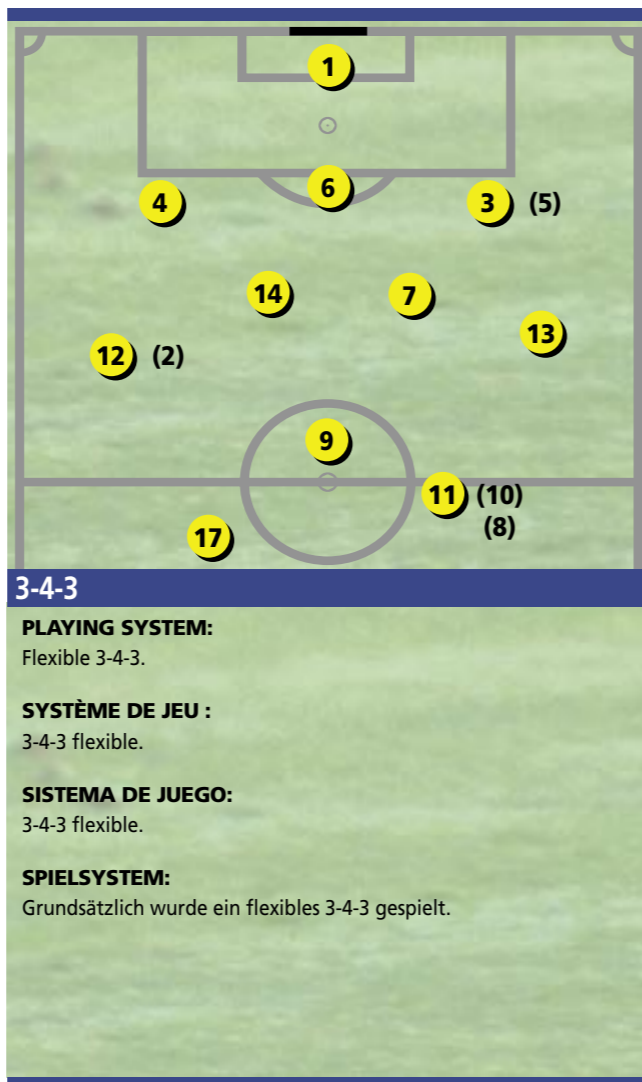 1
6
4
3 (5)
14
7
13
12 (2)
9
11 (10)
(8)
17
3-4-3
PLAYING SYSTEM:
Flexible 3-4-3.
SYSTÈME DE JEU :
3-4-3 flexible.
SISTEMA DE JUEGO:
3-4-3 flexible.
SPIELSYSTEM:
Grundsätzlich wurde ein flexibles 3-4-3 gespielt.